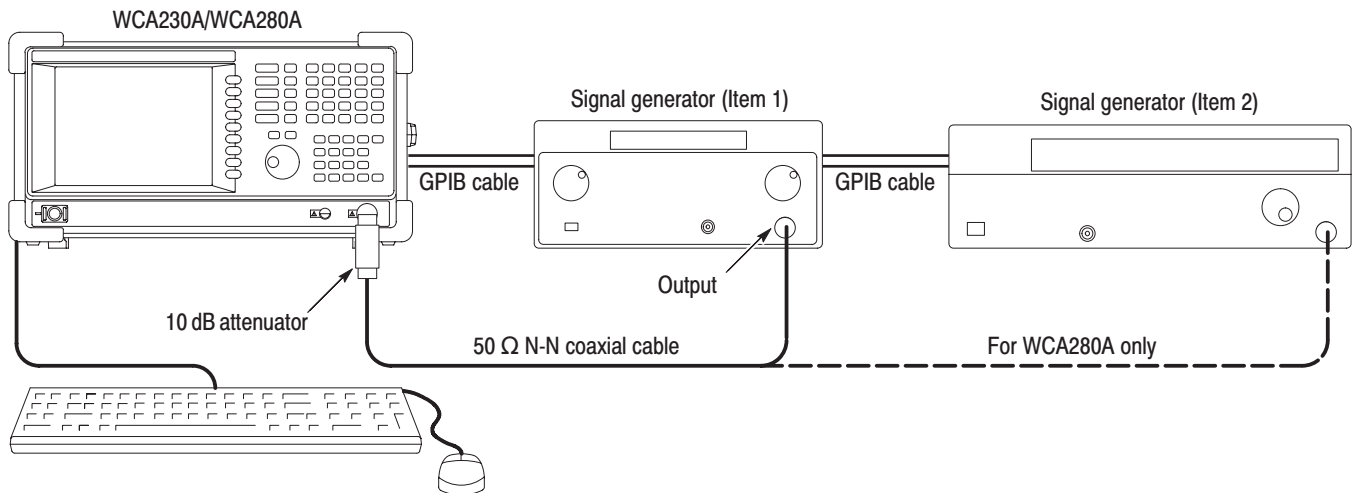 WCA230A/WCA280A
Signal generator (Item 1)
Signal generator (Item 2)
GPIB cable
GPIB cable
Output
10 dB attenuator
50 Ω N-N coaxial cable
For WCA280A only